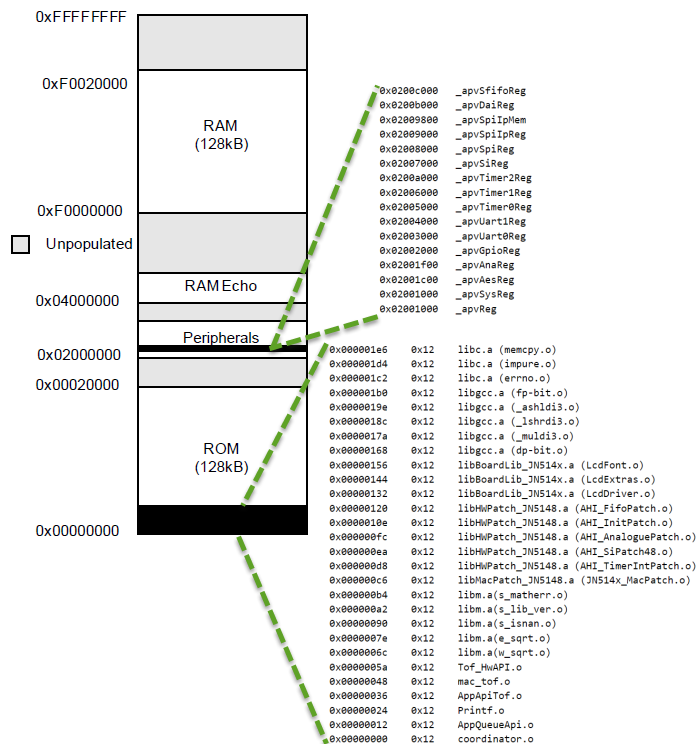 0xFFFFFFFF
0xF0020000
RAM
(128kB)
0xF0000000
Unpopulated
RAM Echo
0x04000000
Peripherals
0x02000000
0x00020000
ROM
(128kB)
0x00000000
0x0200c000 _apvSfifoReg
0x0200b000 _apvDaiReg
0x02009800 _apvSpiIpMem
0x02009000 _apvSpiIpReg
0x02008000 _apvSpiReg
0x02007000 _apvSiReg
0x0200a000 _apvTimer2Reg
0x02006000 _apvTimer1Reg
0x02005000 _apvTimer0Reg
0x02004000 _apvUart1Reg
0x02003000 _apvUart0Reg
0x02002000 _apvGpioReg
0x02001f00 _apvAnaReg
0x02001c00 _apvAesReg
0x02001000 _apvSysReg
0x02001000 _apvReg
0x000001e6 0x12 libc.a (memcpy.o)
0x000001d4 0x12 libc.a (impure.o)
0x000001c2 0x12 libc.a (errno.o)
0x000001b0 0x12 libgcc.a (fp-bit.o)
0x0000019e 0x12 libgcc.a (_ashldi3.o)
0x0000018c 0x12 libgcc.a (_lshrdi3.o)
0x0000017a 0x12 libgcc.a (_muldi3.o)
0x00000168 0x12 libgcc.a (dp-bit.o)
0x00000156 0x12 libBoardLib_JN514x.a (LcdFont.o)
0x00000144 0x12 libBoardLib_JN514x.a (LcdExtras.o)
0x00000132 0x12 libBoardLib_JN514x.a (LcdDriver.o)
0x00000120 0x12 libHWPatch_JN5148.a (AHI_FifoPatch.o)
0x0000010e 0x12 libHWPatch_JN5148.a (AHI_InitPatch.o)
0x000000fc 0x12 libHWPatch_JN5148.a (AHI_AnaloguePatch.o)
0x000000ea 0x12 libHWPatch_JN5148.a (AHI_SiPatch48.o)
0x000000d8 0x12 libHWPatch_JN5148.a (AHI_TimerIntPatch.o)
0x000000c6 0x12 libMacPatch_JN5148.a (JN514x_MacPatch.o)
0x000000b4 0x12 libm.a(s_matherr.o)
0x000000a2 0x12 libm.a(s_lib_ver.o)
0x00000090 0x12 libm.a(s_isnan.o)
0x0000007e 0x12 libm.a(e_sqrt.o)
0x0000006c 0x12 libm.a(w_sqrt.o)
0x0000005a 0x12 Tof_HwAPI.o
0x00000048 0x12 mac_tof.o
0x00000036 0x12 AppApiTof.o
0x00000024 0x12 Printf.o
0x00000012 0x12 AppQueueApi.o
0x00000000 0x12 coordinator.o